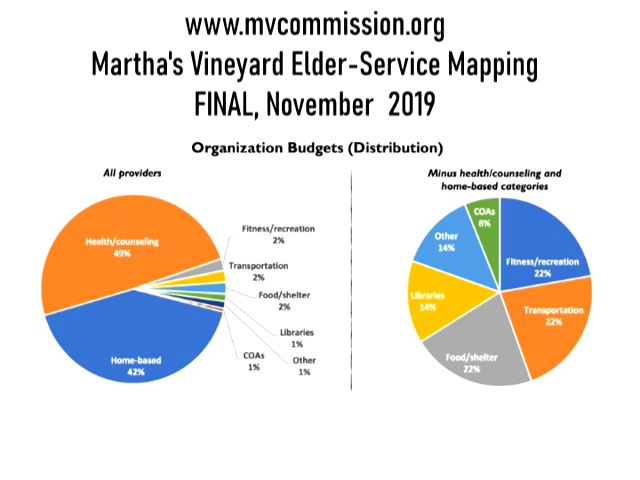 www.mvcommission.org
Martha's Vineyard Elder-Service Mapping
FINAL, November 2019
Organization Budgets (Distribution)
All providers
Health/counseling
49%
Fitness/recreation
2%
Transportation
2%
Food/shelter
2%
Libraries
1%
Other
1%
COAs
1%
Home-based
42%
Minus health/counseling and
home-based categories
COAs
6%
Other
14%
Fitness/recreation
22%
Libraries
14%
Transportation
22%
Food/shelter
22%